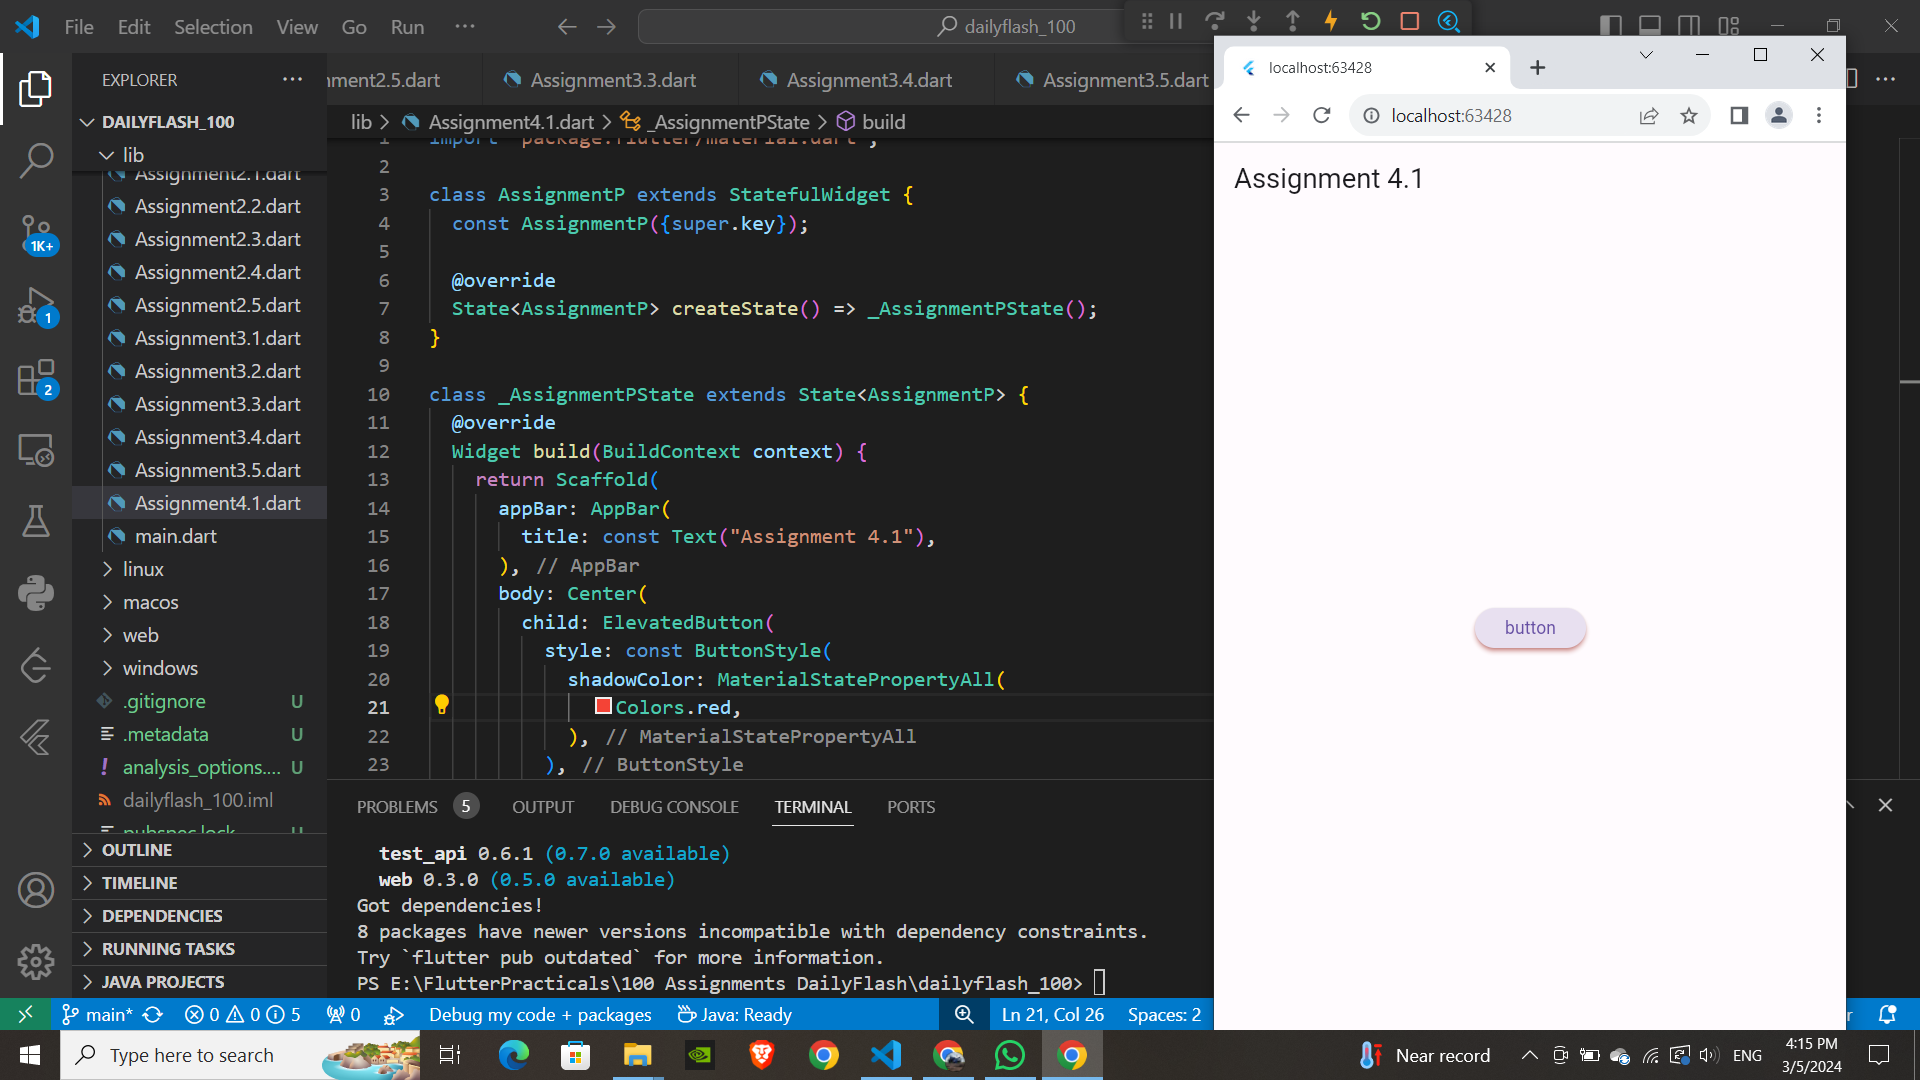 File Edit Selection View Go Run ···
dailyflash_100
EXPLORER ···
nment2.5.dart Assignment3.3.dart Assignment3.4.dart Assignment3.5.dart
DAILYFLASH_100
lib
Assignment2.1.dart
Assignment2.2.dart
Assignment2.3.dart
Assignment2.4.dart
Assignment2.5.dart
Assignment3.1.dart
Assignment3.2.dart
Assignment3.3.dart
Assignment3.4.dart
Assignment3.5.dart
Assignment4.1.dart
main.dart
linux
macos
web
windows
.gitignore U
.metadata U
analysis_options.... U
dailyflash_100.iml
pubspec.lock U
OUTLINE
TIMELINE
DEPENDENCIES
RUNNING TASKS
JAVA PROJECTS
1K+
1
2
lib > Assignment4.1.dart > _AssignmentPState > build
1 import 'package:flutter/material.dart';
2
3 class AssignmentP extends StatefulWidget {
4 const AssignmentP({super.key});
5
6 @override
7 State<AssignmentP> createState() => _AssignmentPState();
8 }
9
10 class _AssignmentPState extends State<AssignmentP> {
11 @override
12 Widget build(BuildContext context) {
13 return Scaffold(
14 appBar: AppBar(
15 title: const Text("Assignment 4.1"),
16 ), // AppBar
17 body: Center(
18 child: ElevatedButton(
19 style: const ButtonStyle(
20 shadowColor: MaterialStatePropertyAll(
21 Colors.red,
22 ), // MaterialStatePropertyAll
23 ), // ButtonStyle
PROBLEMS 5 OUTPUT DEBUG CONSOLE TERMINAL PORTS
test_api 0.6.1 (0.7.0 available)
web 0.3.0 (0.5.0 available)
Got dependencies!
8 packages have newer versions incompatible with dependency constraints.
Try `flutter pub outdated` for more information.
PS E:\FlutterPracticals\100 Assignments DailyFlash\dailyflash_100>
main* 0 0 5 0 Debug my code + packages Java: Ready Ln 21, Col 26 Spaces: 2
localhost:63428
localhost:63428
Assignment 4.1
button
Type here to search
Near record
ENG
4:15 PM
3/5/2024